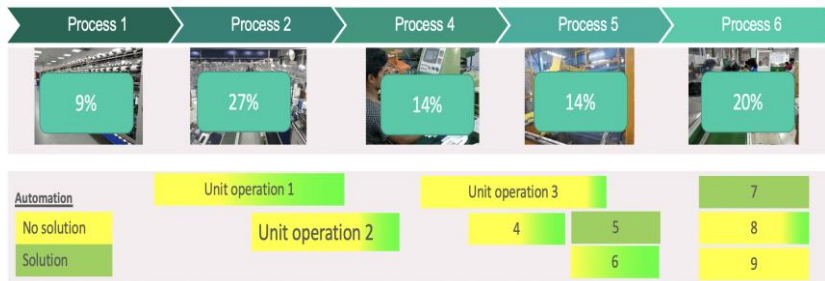 Process 1
Process 2
Process 4
Process 5
Process 6
9%
27%
14%
14%
20%
Automation
No solution
Solution
Unit operation 1
Unit operation 2
Unit operation 3
4
5
6
7
8
9